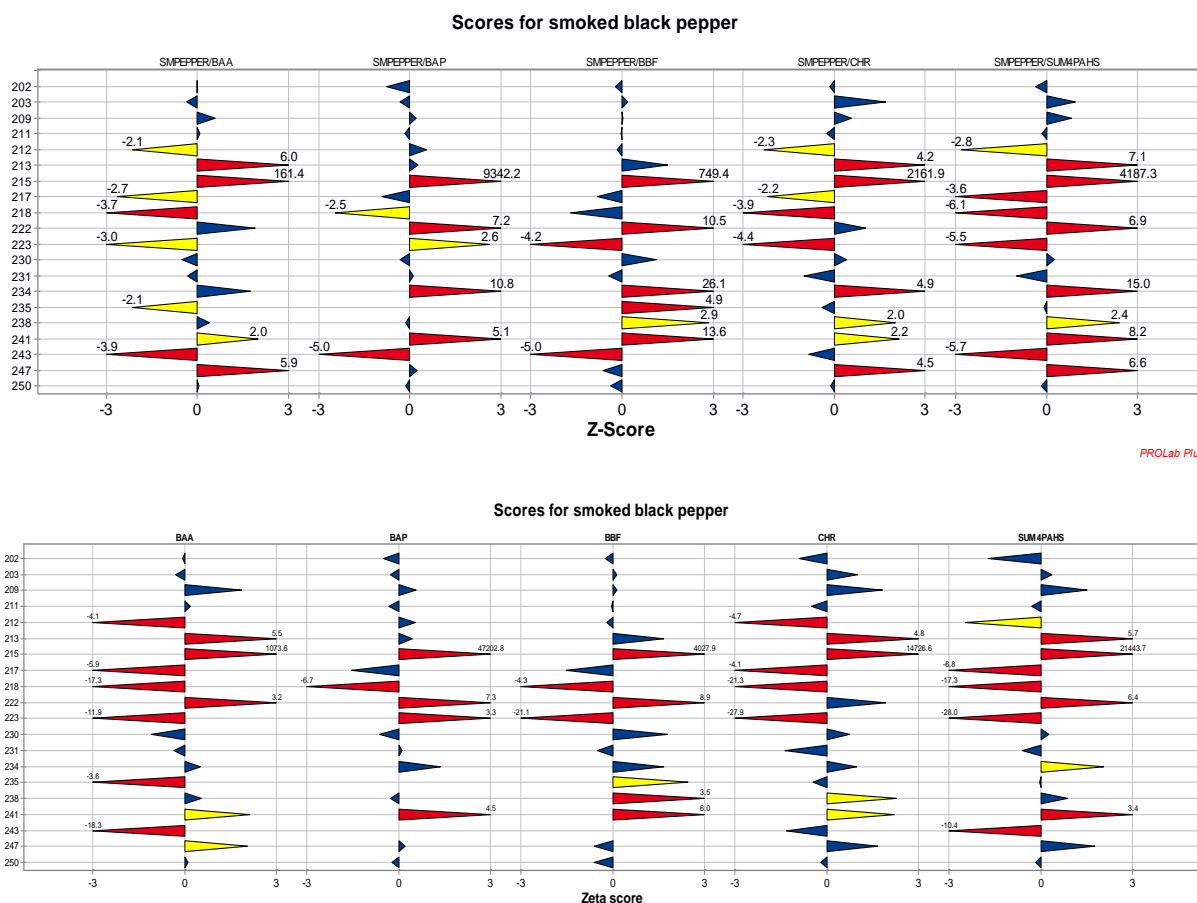 Scores for smoked black pepper
SMPEPPER/BAA SMPEPPER/BAP SMPEPPER/BBF SMPEPPER/CHR SMPEPPER/SUM4PAHS
202
203
209
211
212 -2.1 -2.3 -2.8
213 6.0 4.2 7.1
215 161.4 9342.2 749.4 2161.9 4187.3
217 -2.7 -2.2 -3.6
218 -3.7 -2.5 -3.9 -6.1
222 7.2 10.5 6.9
223 -3.0 2.6 -4.2 -4.4 -5.5
230
231
234 10.8 26.1 4.9 15.0
235 -2.1 4.9
238 2.9 2.0 2.4
241 2.0 5.1 13.6 2.2 8.2
243 -3.9 -5.0 -5.0 -5.7
247 5.9 4.5 6.6
250
-3 0 3 -3 0 3 -3 0 3 -3 0 3 -3 0 3
Z-Score
PROLab Plu
Scores for smoked black pepper
BAA BAP BBF CHR SUM4PAHS
202
203
209
211
212 -4.1 -4.7
213 5.5 4.8 5.7
215 1073.6 47202.8 4027.9 14726.6 21443.7
217 -5.9 -4.1 -6.8
218 -17.3 -6.7 -4.3 -21.3 -17.3
222 3.2 7.3 8.9 6.4
223 -11.9 3.3 -21.1 -27.9 -28.0
230
231
234
235 -3.6
238 3.5
241 4.5 6.0 3.4
243 -18.3 -10.4
247
250
-3 0 3 -3 0 3 -3 0 3 -3 0 3 -3 0 3
Zeta score